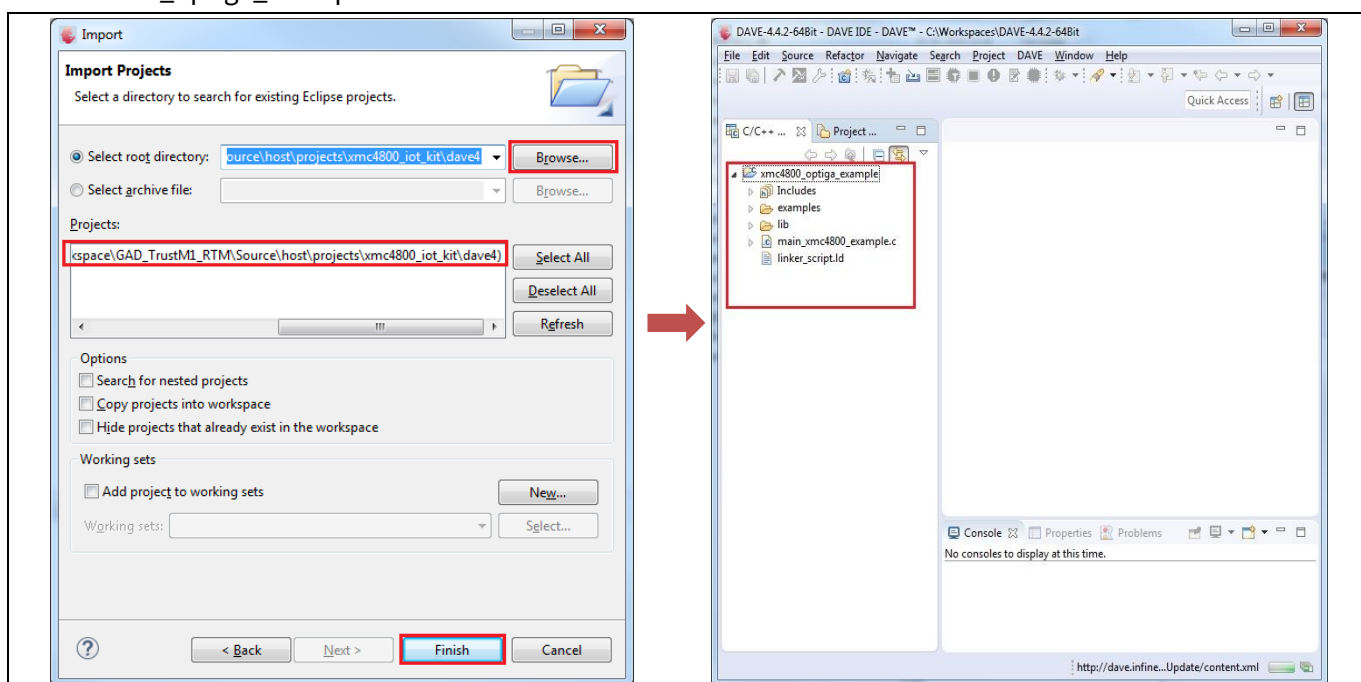 Import
Import Projects
Select a directory to search for existing Eclipse projects.
Select root directory: ource\host\projects\xmc4800_iot_kit\dave4 Browse...
Select archive file: Browse...
Projects:
kspace\GAD_TrustM1_RTM\Source\host\projects\xmc4800_iot_kit\dave4)
Select All
Deselect All
Refresh
Options
Search for nested projects
Copy projects into workspace
Hide projects that already exist in the workspace
Working sets
Add project to working sets New...
Working sets: Select...
< Back Next > Finish Cancel
DAVE-4.4.2-64Bit - DAVE IDE - DAVE™ - C:\Workspaces\DAVE-4.4.2-64Bit
File Edit Source Refactor Navigate Search Project DAVE Window Help
Quick Access
C/C++ ... Project ...
xmc4800_optiga_example
Includes
examples
lib
main_xmc4800_example.c
linker_script.ld
Console Properties Problems
No consoles to display at this time.
http://dave.infine...Update/content.xml